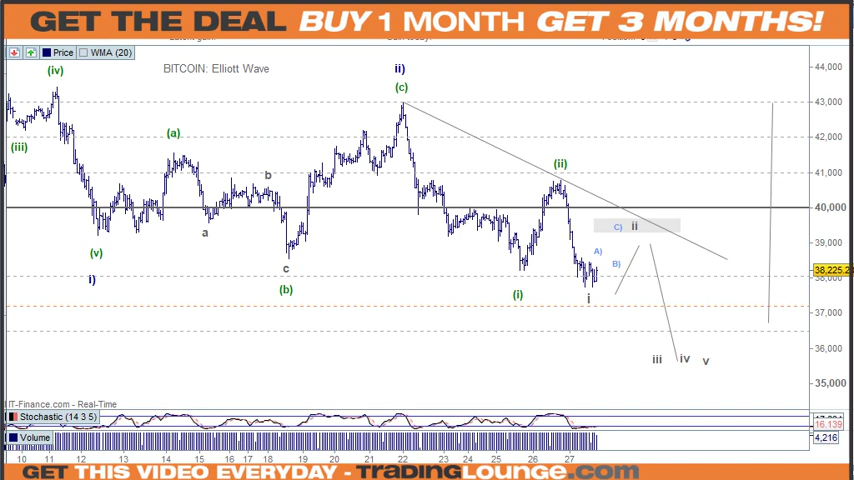 GET THE DEAL BUY 1 MONTH GET 3 MONTHS!
Price WMA (20)
BITCOIN: Elliott Wave
(iv)
(iii)
(v)
i)
(a)
a
b
c
(b)
ii)
(c)
(i)
(ii)
C) ii
A)
B)
i
iii iv v
44,000
43,000
42,000
41,000
40,000
39,000
38,225.2
38,000
37,000
36,000
35,000
IT-Finance.com - Real-Time
Stochastic (14 3 5)
16.139
Volume
4,216
10 11 12 13 14 15 16 17 18 19 20 21 22 23 24 25 26 27
GET THIS VIDEO EVERYDAY - TRADINGLOUNGE.com